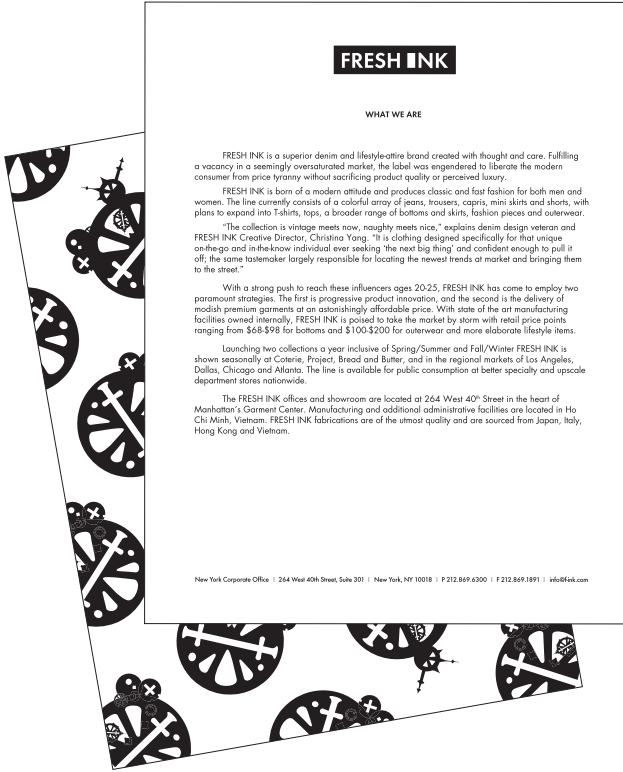 FRESH INK
WHAT WE ARE
FRESH INK is a superior denim and lifestyle-attire brand created with thought and care. Fulfilling
a vacancy in a seemingly oversaturated market, the label was engendered to liberate the modern
consumer from price tyranny without sacrificing product quality or perceived luxury.
FRESH INK is born of a modern attitude and produces classic and fast fashion for both men and
women. The line currently consists of a colorful array of jeans, trousers, capris, mini skirts and shorts, with
plans to expand into T-shirts, tops, a broader range of bottoms and skirts, fashion pieces and outerwear.
“The collection is vintage meets now, naughty meets nice,” explains denim design veteran and
FRESH INK Creative Director, Christina Yang. “It is clothing designed specifically for that unique
on-the-go and in-the-know individual ever seeking ‘the next big thing’ and confident enough to pull it
off; the same tastemaker largely responsible for locating the newest trends at market and bringing them
to the street.”
With a strong push to reach these influencers ages 20-25, FRESH INK has come to employ two
paramount strategies. The first is progressive product innovation, and the second is the delivery of
modish premium garments at an astonishingly affordable price. With state of the art manufacturing
facilities owned internally, FRESH INK is poised to take the market by storm with retail price points
ranging from $68-$98 for bottoms and $100-$200 for outerwear and more elaborate lifestyle items.
Launching two collections a year inclusive of Spring/Summer and Fall/Winter FRESH INK is
shown seasonally at Coterie, Project, Bread and Butter, and in the regional markets of Los Angeles,
Dallas, Chicago and Atlanta. The line is available for public consumption at better specialty and upscale
department stores nationwide.
The FRESH INK offices and showroom are located at 264 West 40th Street in the heart of
Manhattan’s Garment Center. Manufacturing and additional administrative facilities are located in Ho
Chi Minh, Vietnam. FRESH INK fabrications are of the utmost quality and are sourced from Japan, Italy,
Hong Kong and Vietnam.
New York Corporate Office | 264 West 40th Street, Suite 301 | New York, NY 10018 | P 212.869.6300 | F 212.869.1891 | info@f-ink.com